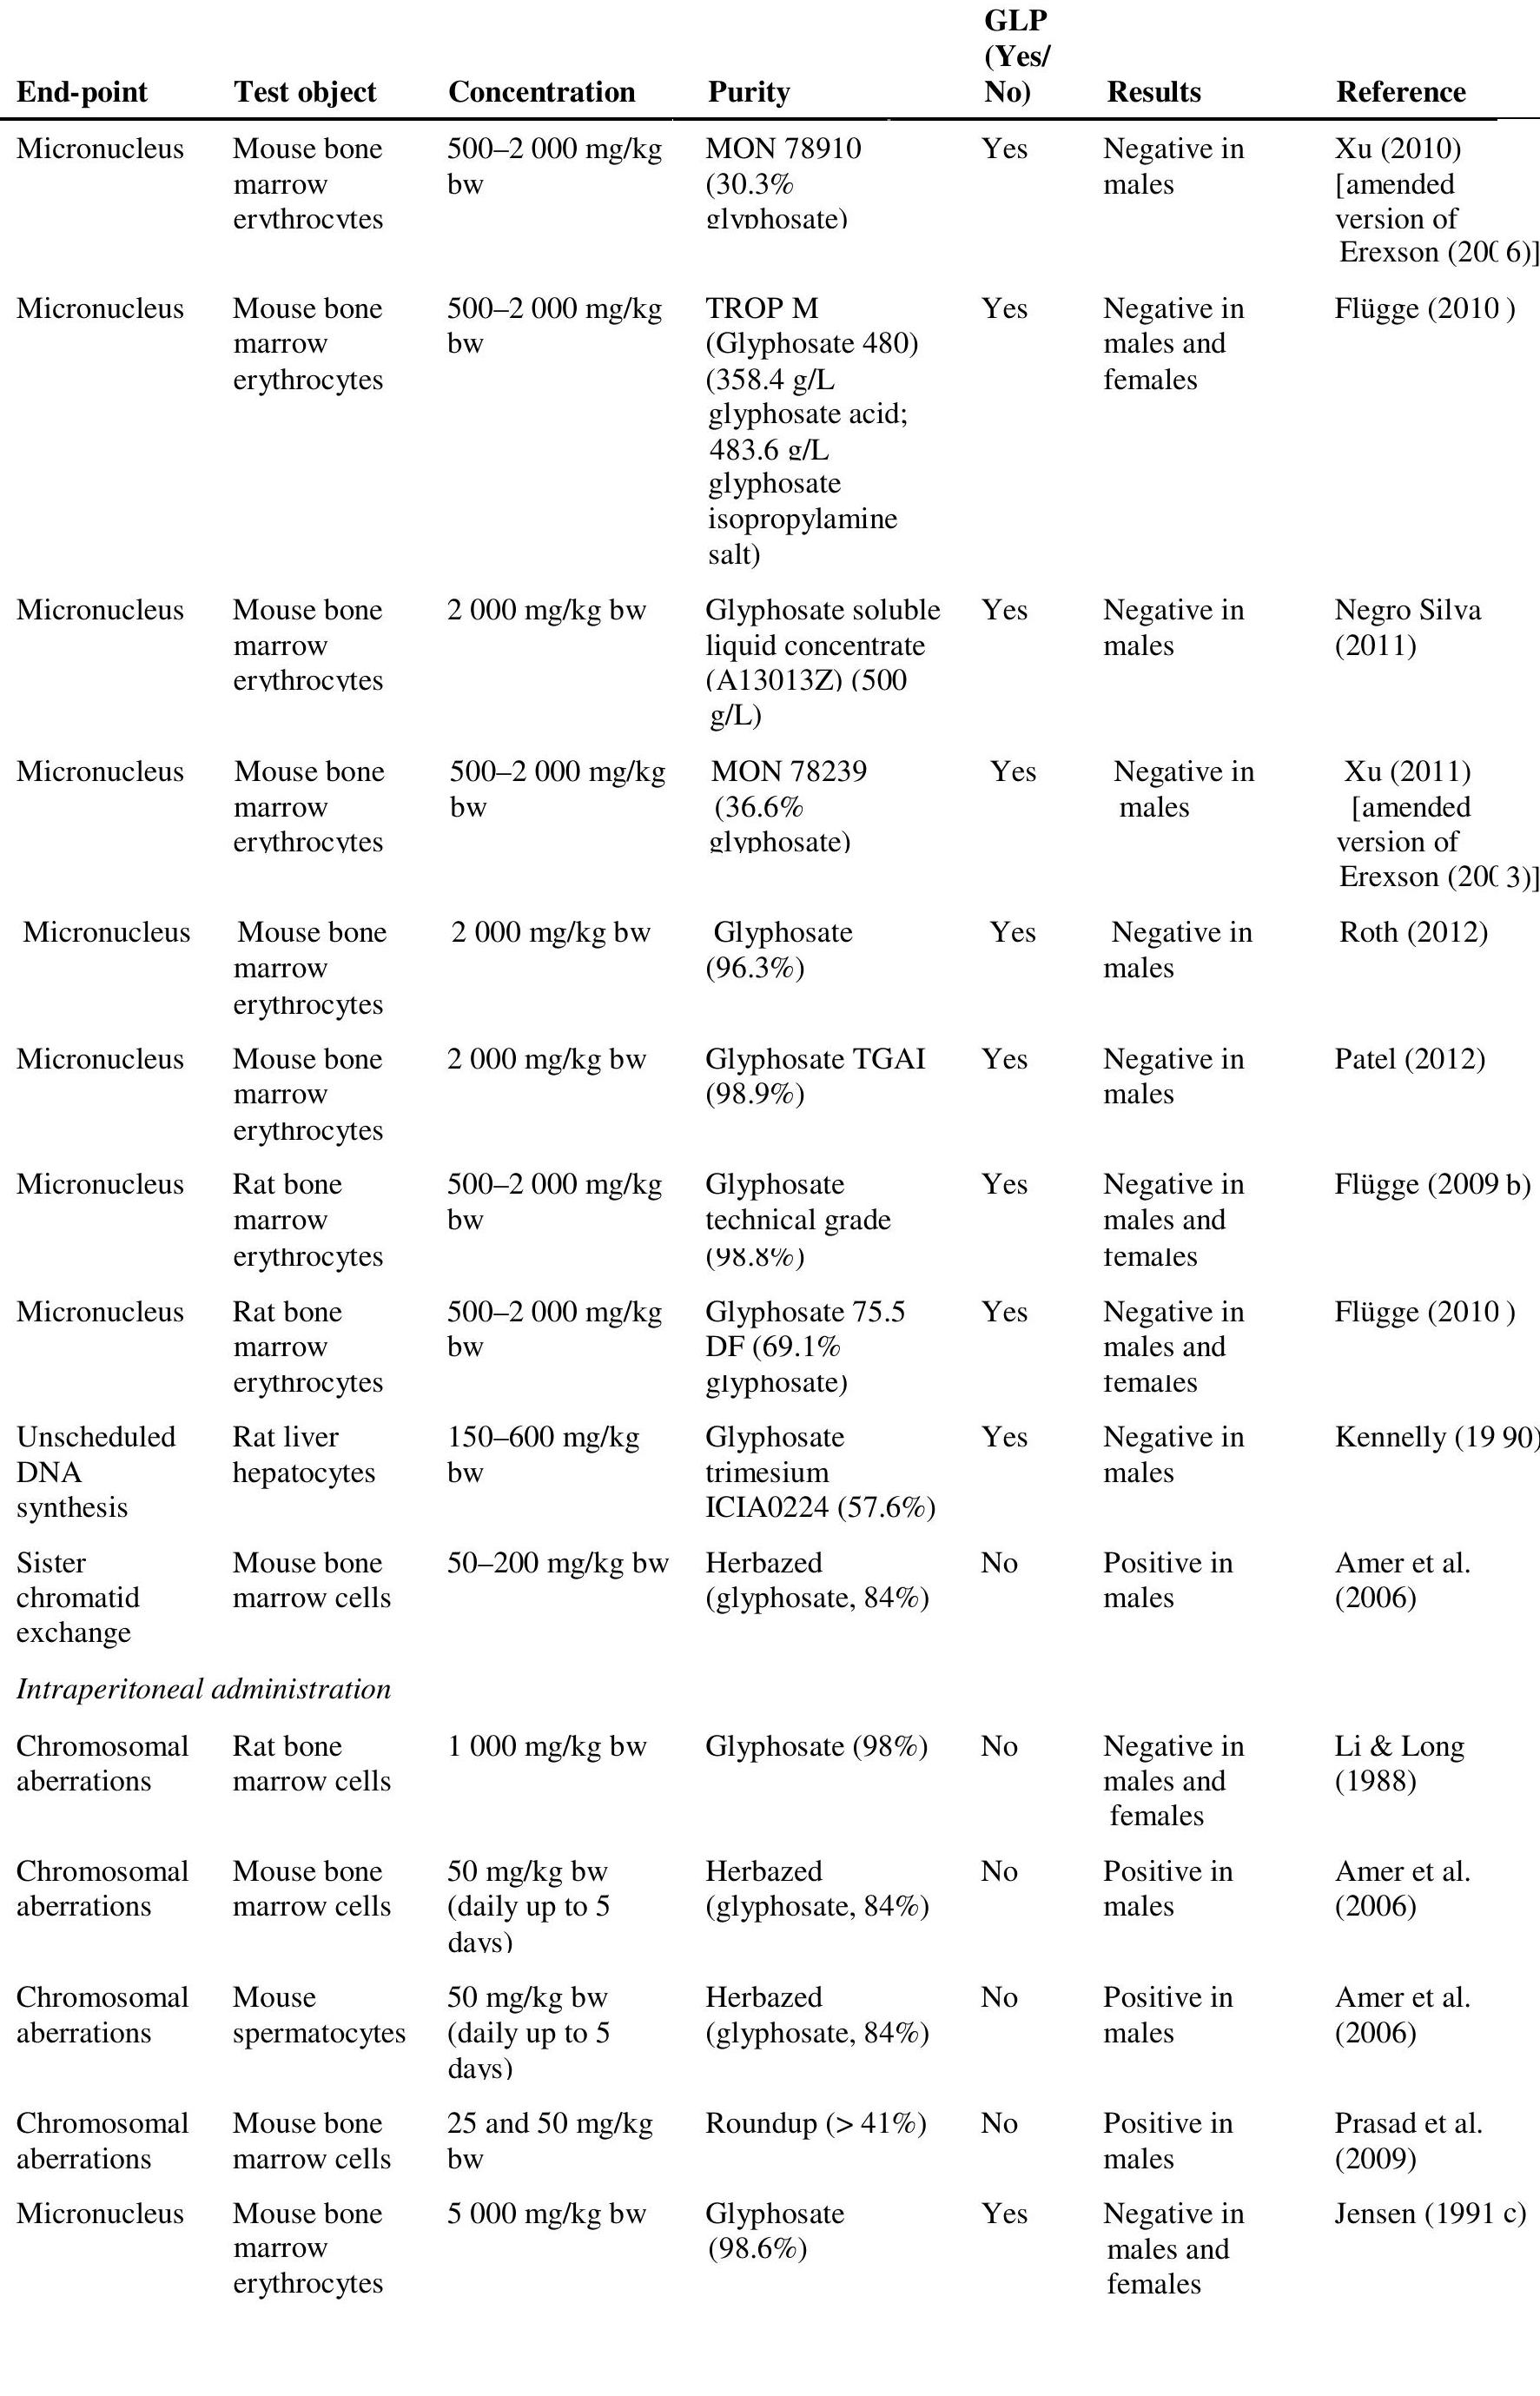 GLP
(Yes/
End-point Test object Concentration Purity No) Results Reference
Micronucleus Mouse bone 500–2 000 mg/kg MON 78910 Yes Negative in Xu (2010)
marrow bw (30.3% males [amended
erythrocytes glyphosate) version of
Erexson (2006)]
Micronucleus Mouse bone 500–2 000 mg/kg TROP M Yes Negative in Flügge (2010 )
marrow bw (Glyphosate 480) males and
erythrocytes (358.4 g/L females
glyphosate acid;
483.6 g/L
glyphosate
isopropylamine
salt)
Micronucleus Mouse bone 2 000 mg/kg bw Glyphosate soluble Yes Negative in Negro Silva
marrow liquid concentrate males (2011)
erythrocytes (A13013Z) (500
g/L)
Micronucleus Mouse bone 500–2 000 mg/kg MON 78239 Yes Negative in Xu (2011)
marrow bw (36.6% males [amended
erythrocytes glyphosate) version of
Erexson (2003)]
Micronucleus Mouse bone 2 000 mg/kg bw Glyphosate Yes Negative in Roth (2012)
marrow (96.3%) males
erythrocytes
Micronucleus Mouse bone 2 000 mg/kg bw Glyphosate TGAI Yes Negative in Patel (2012)
marrow (98.9%) males
erythrocytes
Micronucleus Rat bone 500–2 000 mg/kg Glyphosate Yes Negative in Flügge (2009b)
marrow bw technical grade males and
erythrocytes (98.8%) females
Micronucleus Rat bone 500–2 000 mg/kg Glyphosate 75.5 Yes Negative in Flügge (2010 )
marrow bw DF (69.1% males and
erythrocytes glyphosate) females
Unscheduled Rat liver 150–600 mg/kg Glyphosate Yes Negative in Kennelly (1990)
DNA hepatocytes bw trimesium males
synthesis ICIA0224 (57.6%)
Sister Mouse bone 50–200 mg/kg bw Herbazed No Positive in Amer et al.
chromatid marrow cells (glyphosate, 84%) males (2006)
exchange
Intraperitoneal administration
Chromosomal Rat bone 1 000 mg/kg bw Glyphosate (98%) No Negative in Li & Long
aberrations marrow cells males and (1988)
females
Chromosomal Mouse bone 50 mg/kg bw Herbazed No Positive in Amer et al.
aberrations marrow cells (daily up to 5 (glyphosate, 84%) males (2006)
days)
Chromosomal Mouse 50 mg/kg bw Herbazed No Positive in Amer et al.
aberrations spermatocytes (daily up to 5 (glyphosate, 84%) males (2006)
days)
Chromosomal Mouse bone 25 and 50 mg/kg Roundup (> 41%) No Positive in Prasad et al.
aberrations marrow cells bw males (2009)
Micronucleus Mouse bone 5 000 mg/kg bw Glyphosate Yes Negative in Jensen (1991c)
marrow (98.6%) males and
erythrocytes females